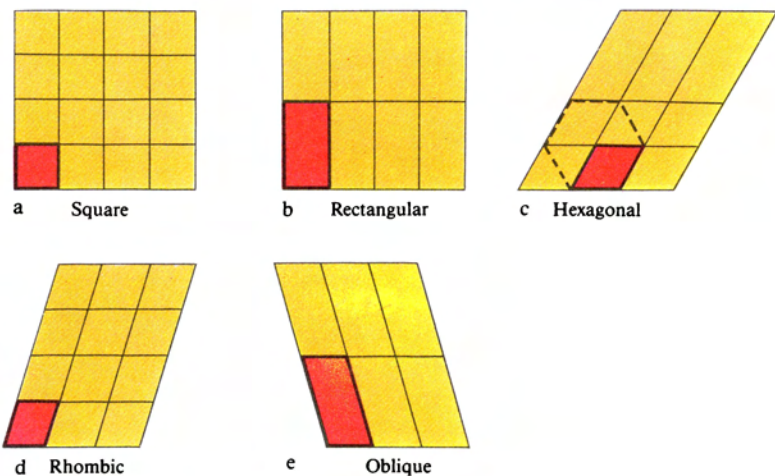 a Square
b Rectangular
c Hexagonal
d Rhombic
e Oblique